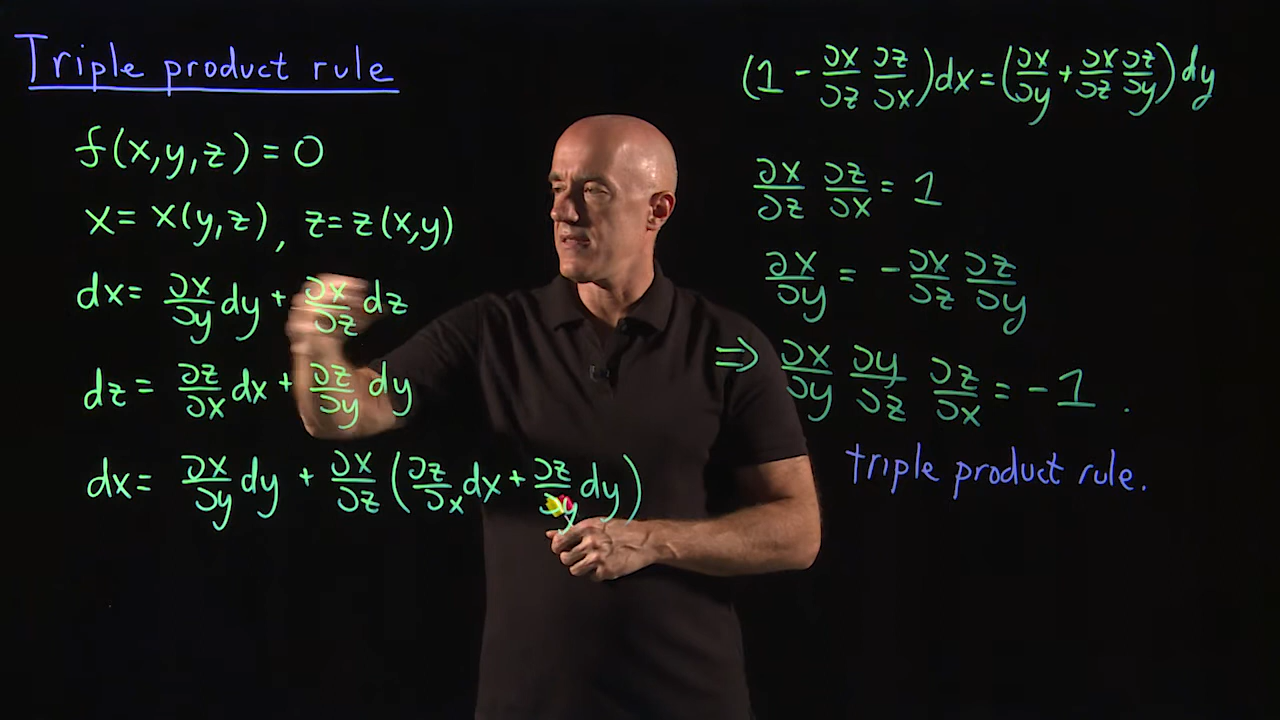 Triple product rule
f(x,y,z) = 0
x = x(y,z), z = z(x,y)
dx = ∂x/∂y dy + ∂x/∂z dz
dz = ∂z/∂x dx + ∂z/∂y dy
dx = ∂x/∂y dy + ∂x/∂z (∂z/∂x dx + ∂z/∂y dy)
(1 - ∂x/∂z ∂z/∂x) dx = (∂x/∂y + ∂x/∂z ∂z/∂y) dy
∂x/∂z ∂z/∂x = 1
∂x/∂y = - ∂x/∂z ∂z/∂y
⇒ ∂x/∂y ∂y/∂z ∂z/∂x = -1 .
triple product rule.